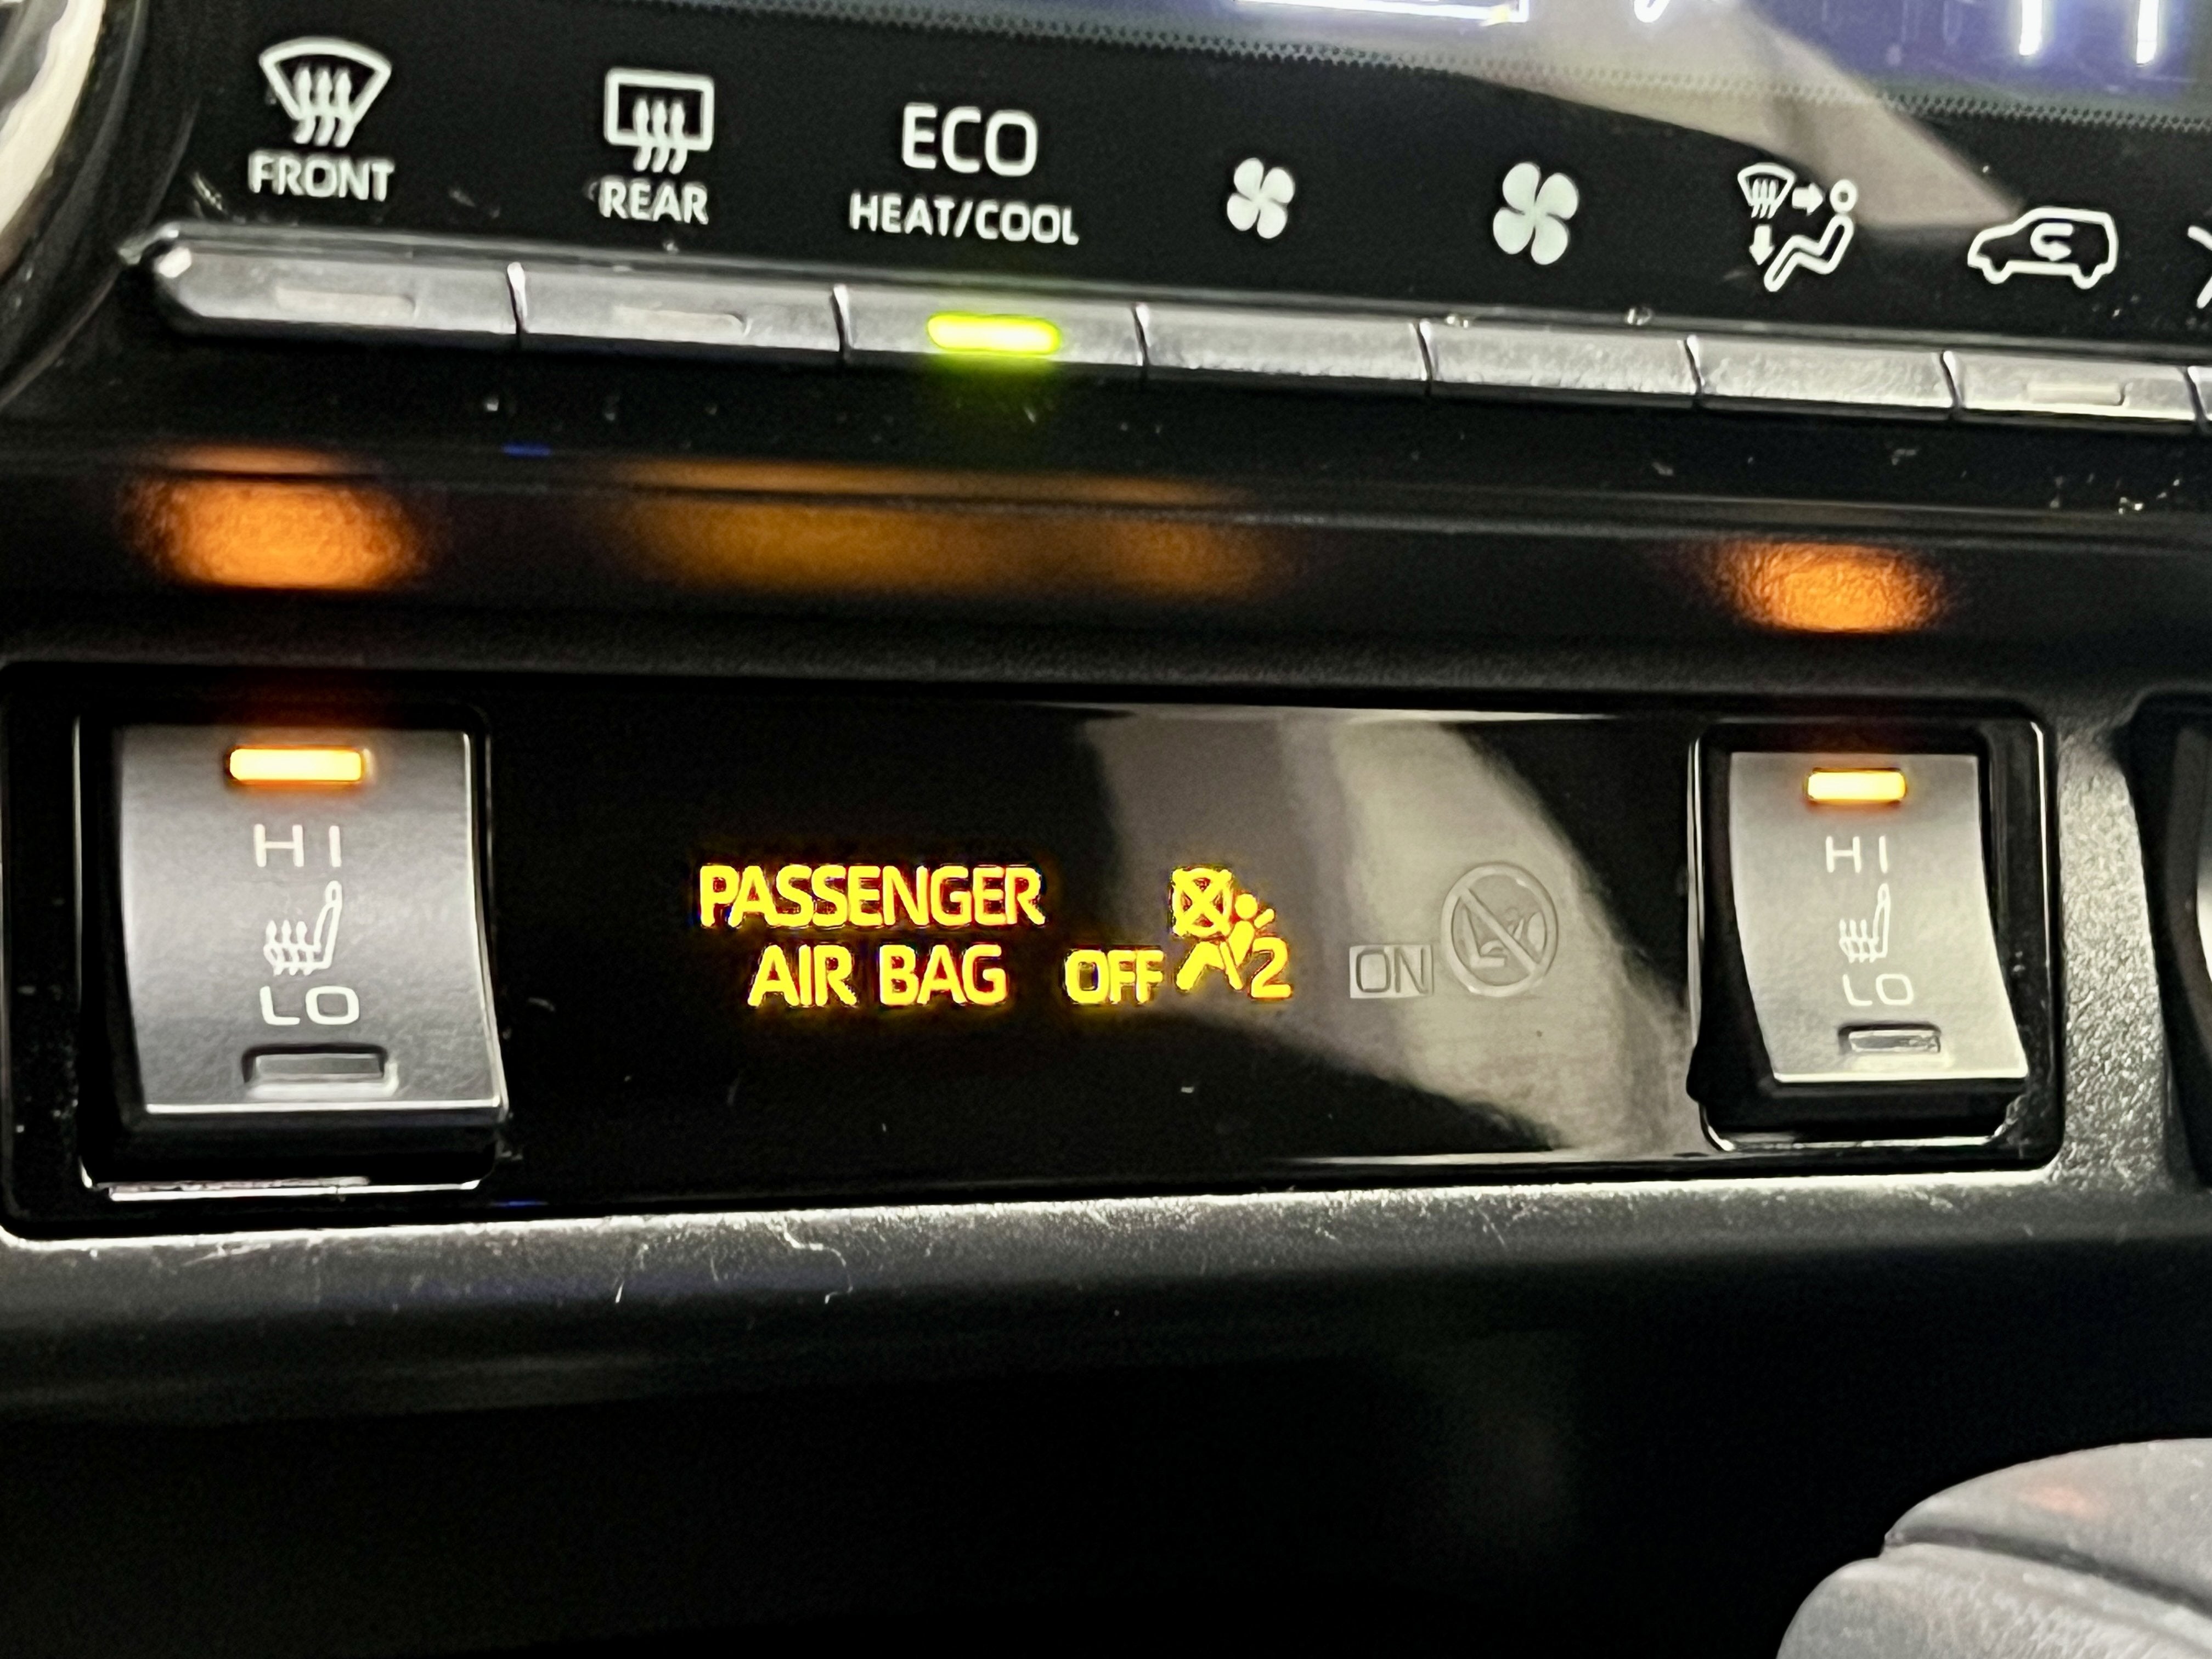 FRONT
REAR
ECO
HEAT/COOL
HI
LO
PASSENGER
AIR BAG OFF 2
ON
HI
LO